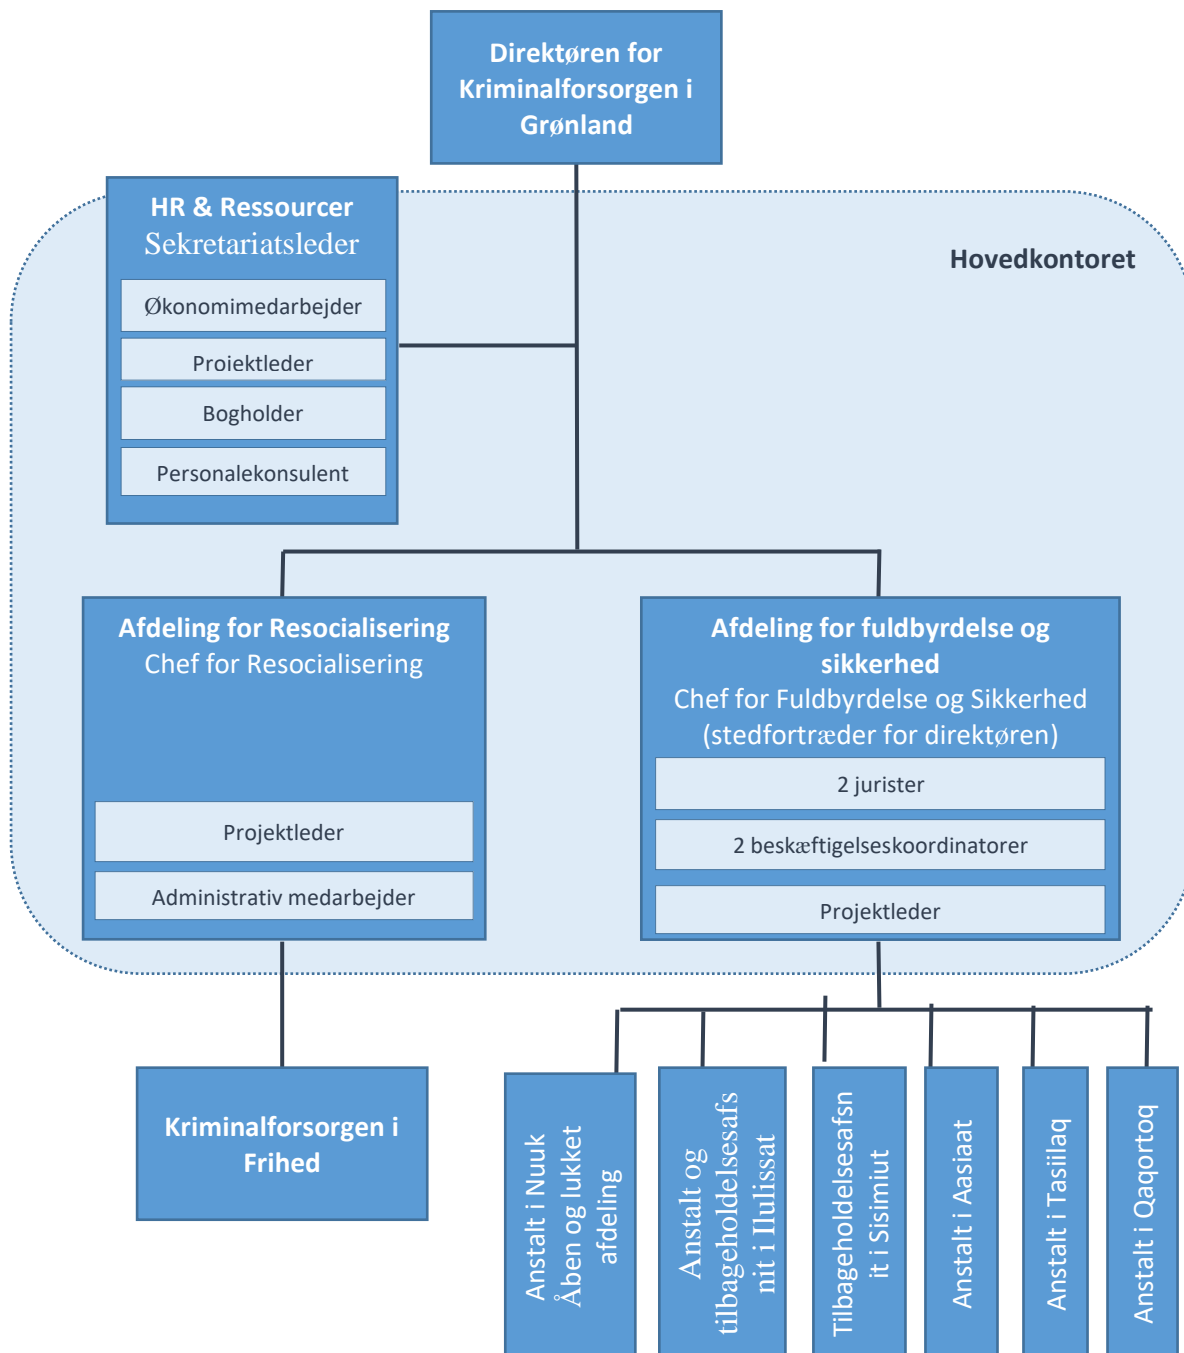 Direktøren for
Kriminalforsorgen i
Grønland
HR & Ressourcer
Sekretariatsleder
Hovedkontoret
Økonomimedarbejder
Proiektleder
Bogholder
Personalekonsulent
Afdeling for Resocialisering
Chef for Resocialisering
Projektleder
Administrativ medarbejder
Afdeling for fuldbyrdelse og
sikkerhed
Chef for Fuldbyrdelse og Sikkerhed
(stedfortræder for direktøren)
2 jurister
2 beskæftigelseskoordinatorer
Projektleder
Kriminalforsorgen i
Frihed
Anstalt i Nuuk
Åben og lukket
afdeling
Anstalt og
tilbageholdelsesafs
nit i Ilulissat
Tilbageholdelsesafsn
it i Sisimiut
Anstalt i Aasiaat
Anstalt i Tasiilaq
Anstalt i Qaqortoq